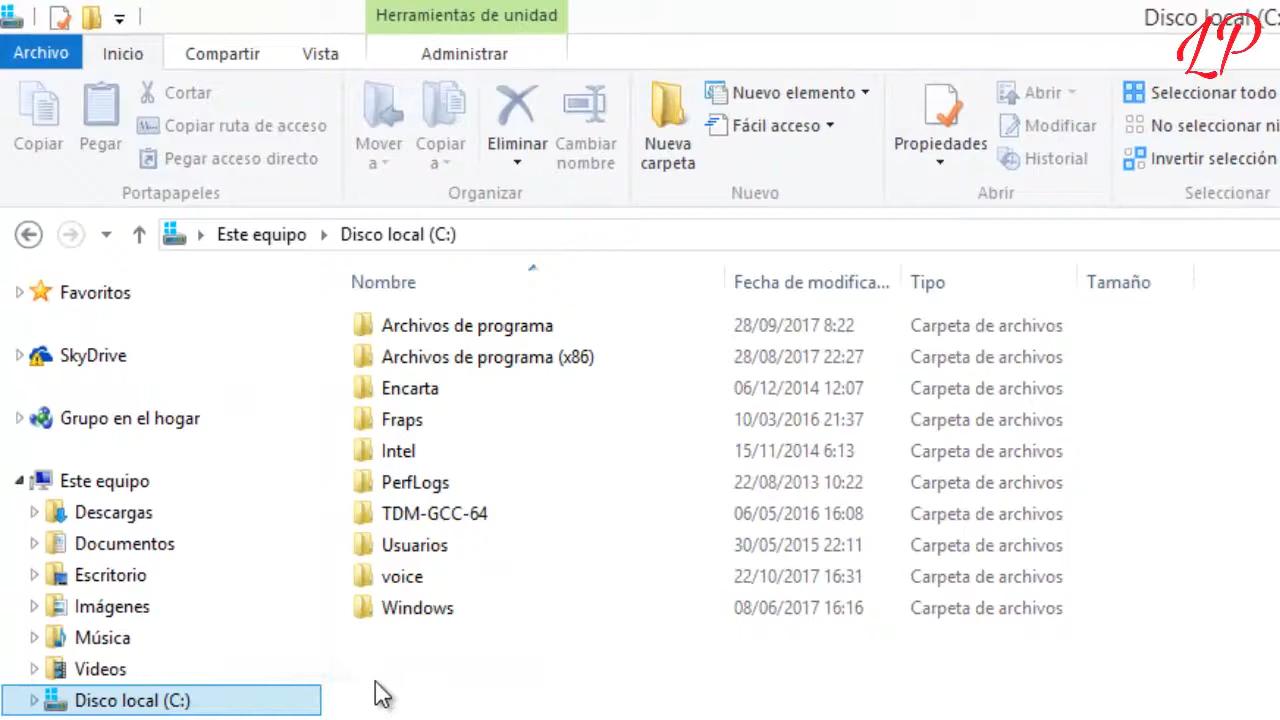 Herramientas de unidad
Disco local (C:
LP
Archivo Inicio Compartir Vista Administrar
Copiar
Pegar
Cortar
Copiar ruta de acceso
Pegar acceso directo
Portapapeles
Mover a
Copiar a
Eliminar
Cambiar nombre
Organizar
Nueva carpeta
Nuevo elemento
Fácil acceso
Nuevo
Propiedades
Abrir
Modificar
Historial
Abrir
Seleccionar todo
No seleccionar ni
Invertir selección
Seleccionar
Este equipo Disco local (C:)
Favoritos
SkyDrive
Grupo en el hogar
Este equipo
Descargas
Documentos
Escritorio
Imágenes
Música
Videos
Disco local (C:)
Nombre Fecha de modifica... Tipo Tamaño
Archivos de programa 28/09/2017 8:22 Carpeta de archivos
Archivos de programa (x86) 28/08/2017 22:27 Carpeta de archivos
Encarta 06/12/2014 12:07 Carpeta de archivos
Fraps 10/03/2016 21:37 Carpeta de archivos
Intel 15/11/2014 6:13 Carpeta de archivos
PerfLogs 22/08/2013 10:22 Carpeta de archivos
TDM-GCC-64 06/05/2016 16:08 Carpeta de archivos
Usuarios 30/05/2015 22:11 Carpeta de archivos
voice 22/10/2017 16:31 Carpeta de archivos
Windows 08/06/2017 16:16 Carpeta de archivos